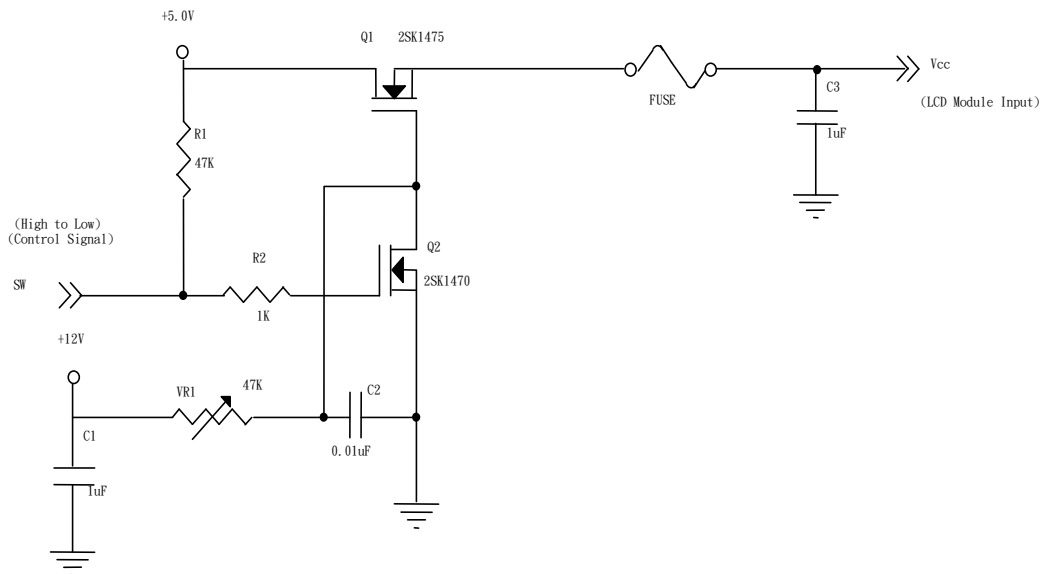 +5.0V
Q1 2SK1475
Vcc
C3
(LCD Module Input)
FUSE
1uF
R1
47K
(High to Low)
(Control Signal)
Q2
R2
SW
2SK1470
1K
+12V
VR1
47K
C2
C1
0.01uF
1uF